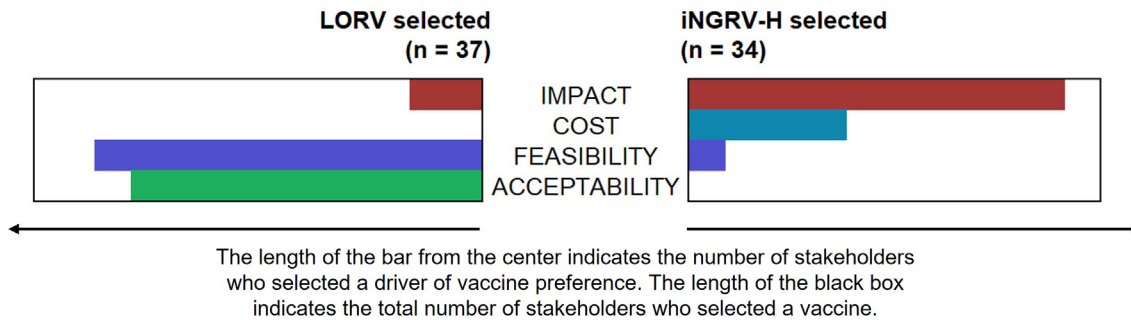 LORV selected
(n = 37)
iNGRV-H selected
(n = 34)
IMPACT
COST
FEASIBILITY
ACCEPTABILITY
The length of the bar from the center indicates the number of stakeholders
who selected a driver of vaccine preference. The length of the black box
indicates the total number of stakeholders who selected a vaccine.